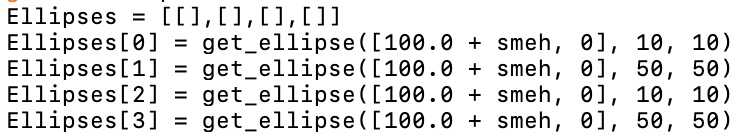 Ellipses = [[],[],[],[]]
Ellipses[0] = get_ellipse([100.0 + smeh, 0], 10, 10)
Ellipses[1] = get_ellipse([100.0 + smeh, 0], 50, 50)
Ellipses[2] = get_ellipse([100.0 + smeh, 0], 10, 10)
Ellipses[3] = get_ellipse([100.0 + smeh, 0], 50, 50)